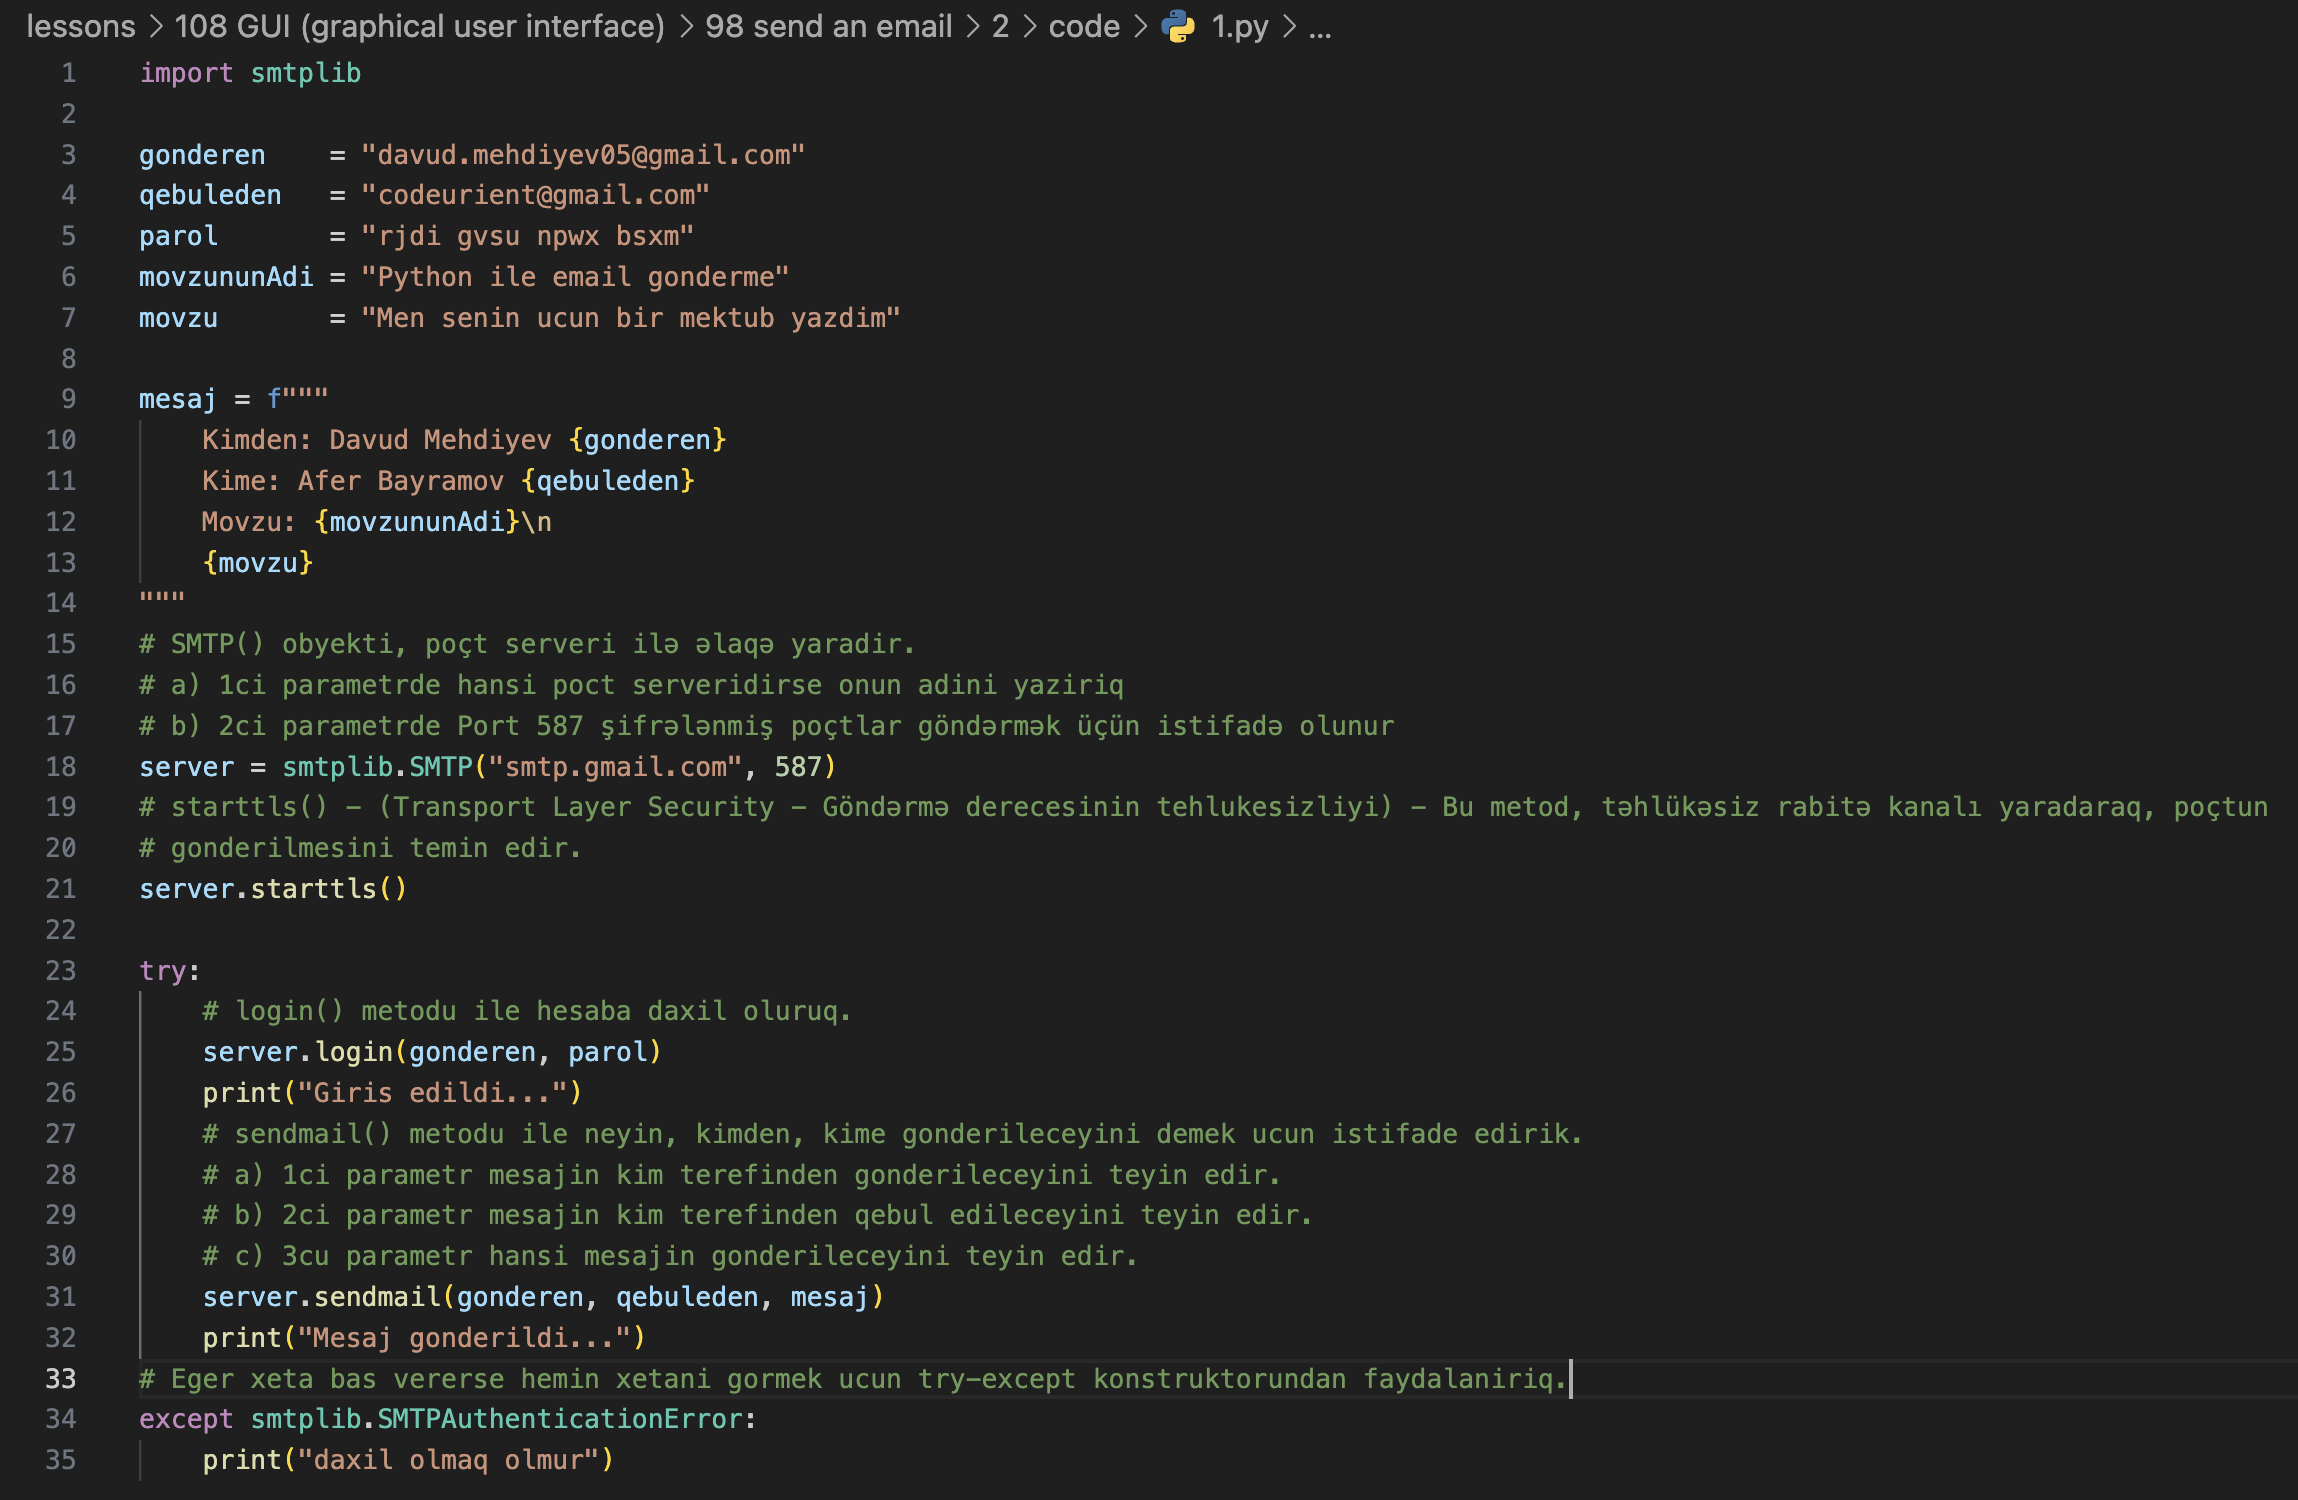 lessons > 108 GUI (graphical user interface) > 98 send an email > 2 > code > 1.py > ...
1 import smtplib
2
3 gonderen    = "davud.mehdiyev05@gmail.com"
4 qebuleden   = "codeurient@gmail.com"
5 parol       = "rjdi gvsu npwx bsxm"
6 movzununAdi = "Python ile email gonderme"
7 movzu       = "Men senin ucun bir mektub yazdim"
8
9 mesaj = f"""
10     Kimden: Davud Mehdiyev {gonderen}
11     Kime: Afer Bayramov {qebuleden}
12     Movzu: {movzununAdi}\n
13     {movzu}
14 """
15 # SMTP() obyekti, poçt serveri ilə əlaqə yaradir.
16 # a) 1ci parametrde hansi poct serveridirse onun adini yaziriq
17 # b) 2ci parametrde Port 587 şifrələnmiş poçtlar göndərmək üçün istifadə olunur
18 server = smtplib.SMTP("smtp.gmail.com", 587)
19 # starttls() - (Transport Layer Security - Göndərmə derecesinin tehlukesizliyi) - Bu metod, təhlükəsiz rabitə kanalı yaradaraq, poçtun
20 # gonderilmesini temin edir.
21 server.starttls()
22
23 try:
24     # login() metodu ile hesaba daxil oluruq.
25     server.login(gonderen, parol)
26     print("Giris edildi...")
27     # sendmail() metodu ile neyin, kimden, kime gonderileceyini demek ucun istifade edirik.
28     # a) 1ci parametr mesajin kim terefinden gonderileceyini teyin edir.
29     # b) 2ci parametr mesajin kim terefinden qebul edileceyini teyin edir.
30     # c) 3cu parametr hansi mesajin gonderileceyini teyin edir.
31     server.sendmail(gonderen, qebuleden, mesaj)
32     print("Mesaj gonderildi...")
33 # Eger xeta bas vererse hemin xetani gormek ucun try-except konstruktorundan faydalaniriq.
34 except smtplib.SMTPAuthenticationError:
35     print("daxil olmaq olmur")